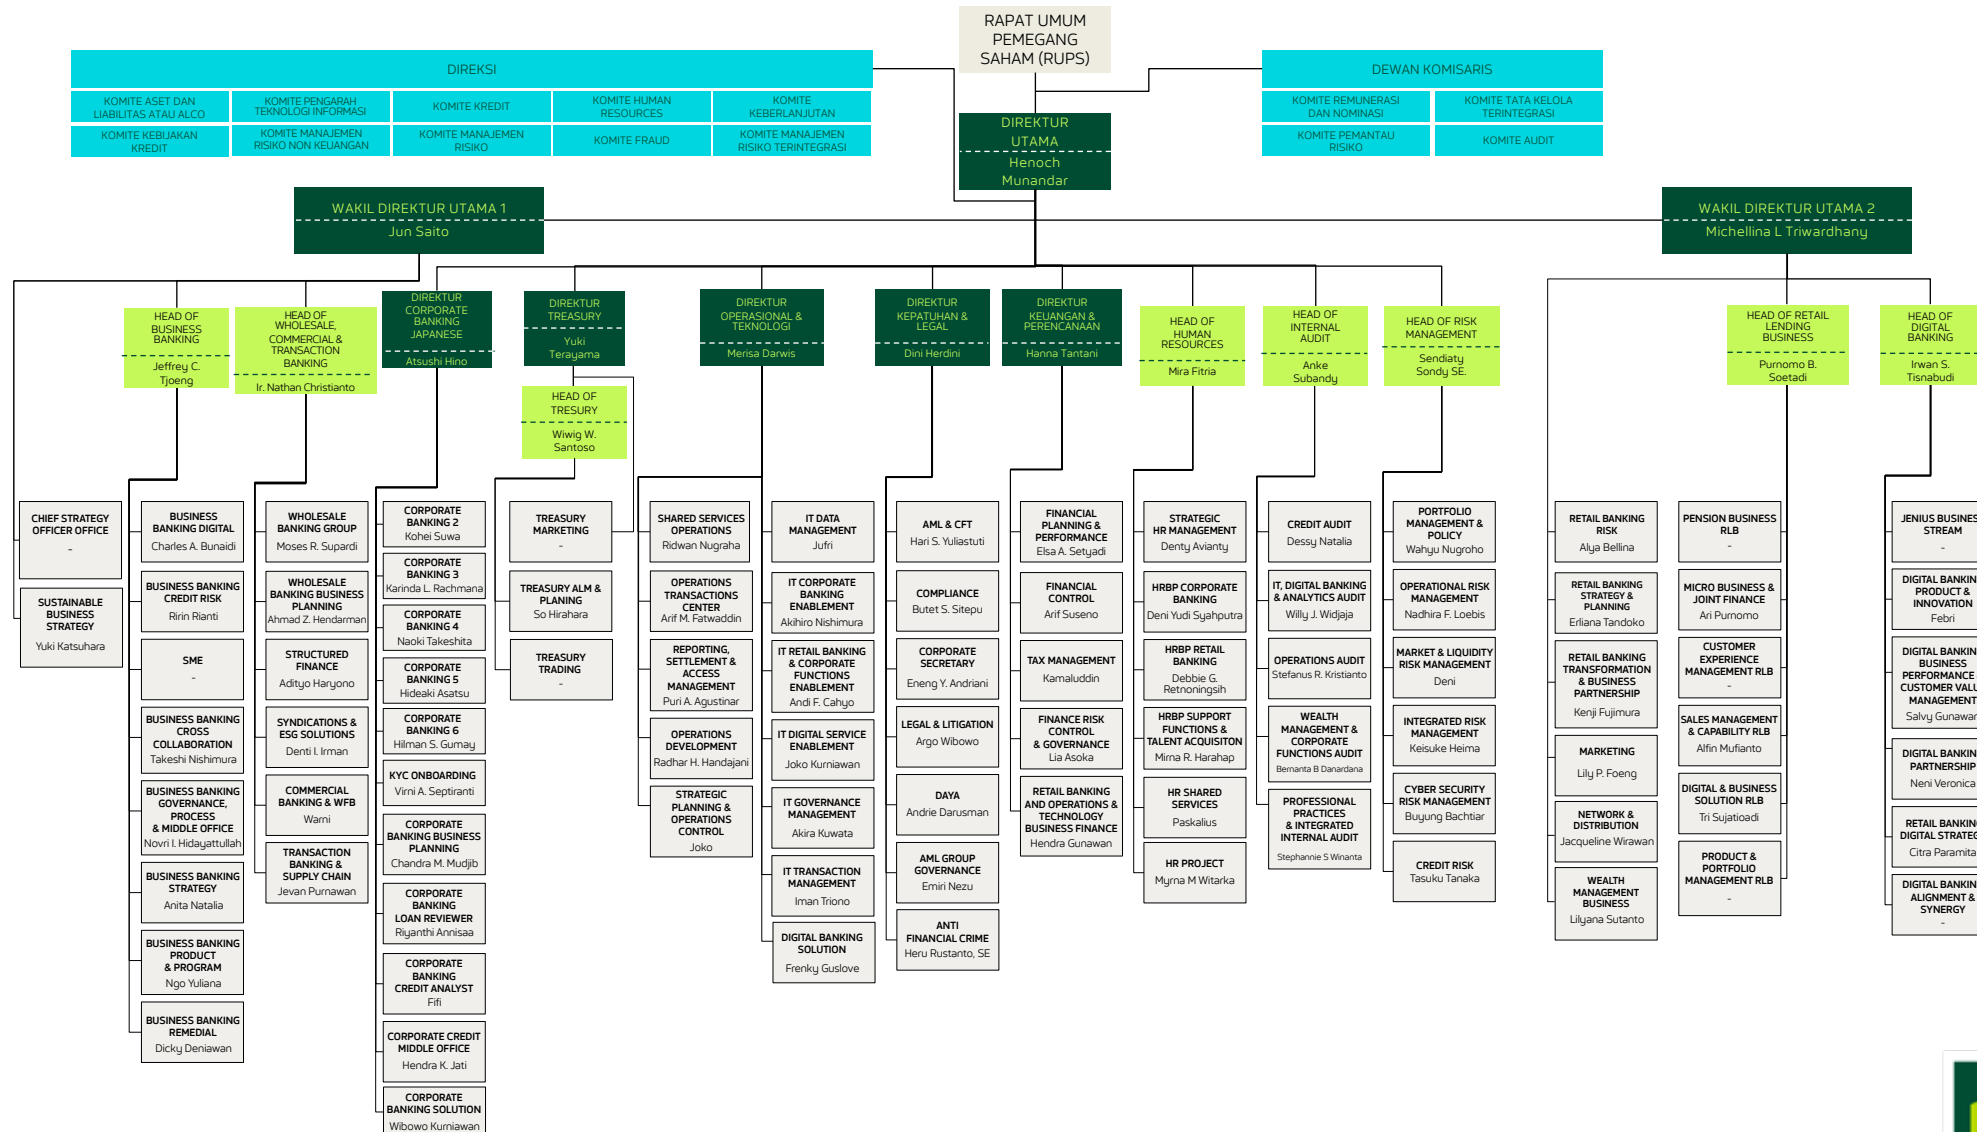 RAPAT UMUM
PEMEGANG
SAHAM (RUPS)
DIREKSI
KOMITE ASET DAN
LIABILITAS ATAU ALCO
KOMITE PENGARAH
TEKNOLOGI INFORMASI
KOMITE KREDIT
KOMITE HUMAN
RESOURCES
KOMITE
KEBERLANJUTAN
KOMITE KEBIJAKAN
KREDIT
KOMITE MANAJEMEN
RISIKO NON KEUANGAN
KOMITE MANAJEMEN
RISIKO
KOMITE FRAUD
KOMITE MANAJEMEN
RISIKO TERINTEGRASI
DEWAN KOMISARIS
KOMITE REMUNERASI
DAN NOMINASI
KOMITE TATA KELOLA
TERINTEGRASI
KOMITE PEMANTAU
RISIKO
KOMITE AUDIT
DIREKTUR
UTAMA
Henoch
Munandar
WAKIL DIREKTUR UTAMA 1
Jun Saito
WAKIL DIREKTUR UTAMA 2
Michellina L Triwardhany
HEAD OF
BUSINESS
BANKING
Jeffrey C.
Tjoeng
HEAD OF
WHOLESALE,
COMMERCIAL &
TRANSACTION
BANKING
Ir. Nathan Christianto
DIREKTUR
CORPORATE
BANKING
JAPANESE
Atsushi Hino
DIREKTUR
TREASURY
Yuki
Terayama
HEAD OF
TRESURY
Wiwig W.
Santoso
DIREKTUR
OPERASIONAL &
TEKNOLOGI
Merisa Darwis
DIREKTUR
KEPATUHAN &
LEGAL
Dini Herdini
DIREKTUR
KEUANGAN &
PERENCANAAN
Hanna Tantani
HEAD OF
HUMAN
RESOURCES
Mira Fitria
HEAD OF
INTERNAL
AUDIT
Anke
Subandy
HEAD OF RISK
MANAGEMENT
Sendiaty
Sondy SE.
HEAD OF RETAIL
LENDING
BUSINESS
Purnomo B.
Soetadi
HEAD OF
DIGITAL
BANKING
Irwan S.
Tisnabudi
CHIEF STRATEGY
OFFICER OFFICE
-
SUSTAINABLE
BUSINESS
STRATEGY
Yuki Katsuhara
BUSINESS
BANKING DIGITAL
Charles A. Bunaidi
BUSINESS BANKING
CREDIT RISK
Ririn Rianti
SME
-
BUSINESS BANKING
CROSS
COLLABORATION
Takeshi Nishimura
BUSINESS BANKING
GOVERNANCE,
PROCESS
& MIDDLE OFFICE
Novri I. Hidayattullah
BUSINESS BANKING
STRATEGY
Anita Natalia
BUSINESS BANKING
PRODUCT
& PROGRAM
Ngo Yuliana
BUSINESS BANKING
REMEDIAL
Dicky Deniawan
WHOLESALE
BANKING GROUP
Moses R. Supardi
WHOLESALE
BANKING BUSINESS
PLANNING
Ahmad Z. Hendarman
STRUCTURED
FINANCE
Adityo Haryono
SYNDICATIONS &
ESG SOLUTIONS
Denti I. Irman
COMMERCIAL
BANKING & WFB
Warni
TRANSACTION
BANKING &
SUPPLY CHAIN
Jevan Purnawan
CORPORATE
BANKING 2
Kohei Suwa
CORPORATE
BANKING 3
Karinda L. Rachmana
CORPORATE
BANKING 4
Naoki Takeshita
CORPORATE
BANKING 5
Hideaki Asatsu
CORPORATE
BANKING 6
Hilman S. Gumay
KYC ONBOARDING
Virni A. Septiranti
CORPORATE
BANKING BUSINESS
PLANNING
Chandra M. Mudjib
CORPORATE
BANKING
LOAN REVIEWER
Riyanthi Annisaa
CORPORATE
BANKING
CREDIT ANALYST
Fifi
CORPORATE CREDIT
MIDDLE OFFICE
Hendra K. Jati
CORPORATE
BANKING SOLUTION
Wibowo Kurniawan
TREASURY
MARKETING
-
TREASURY ALM &
PLANING
So Hirahara
TREASURY
TRADING
-
SHARED SERVICES
OPERATIONS
Ridwan Nugraha
OPERATIONS
TRANSACTIONS
CENTER
Arif M. Fatwaddin
REPORTING,
SETTLEMENT &
ACCESS
MANAGEMENT
Puri A. Agustinar
OPERATIONS
DEVELOPMENT
Radhar H. Handajani
STRATEGIC
PLANNING &
OPERATIONS
CONTROL
Joko
IT DATA
MANAGEMENT
Jufri
IT CORPORATE
BANKING
ENABLEMENT
Akihiro Nishimura
IT RETAIL BANKING
& CORPORATE
FUNCTIONS
ENABLEMENT
Andi F. Cahyo
IT DIGITAL SERVICE
ENABLEMENT
Joko Kurniawan
IT GOVERNANCE
MANAGEMENT
Akira Kuwata
IT TRANSACTION
MANAGEMENT
Iman Triono
DIGITAL BANKING
SOLUTION
Frenky Guslove
AML & CFT
Hari S. Yuliastuti
COMPLIANCE
Butet S. Sitepu
CORPORATE
SECRETARY
Eneng Y. Andriani
LEGAL & LITIGATION
Argo Wibowo
DAYA
Andrie Darusman
AML GROUP
GOVERNANCE
Emiri Nezu
ANTI
FINANCIAL CRIME
Heru Rustanto, SE
FINANCIAL
PLANNING &
PERFORMANCE
Elsa A. Setyadi
FINANCIAL
CONTROL
Arif Suseno
TAX MANAGEMENT
Kamaluddin
FINANCE RISK
CONTROL
& GOVERNANCE
Lia Asoka
RETAIL BANKING
AND OPERATIONS &
TECHNOLOGY
BUSINESS FINANCE
Hendra Gunawan
STRATEGIC
HR MANAGEMENT
Denty Avianty
HRBP CORPORATE
BANKING
Deni Yudi Syahputra
HRBP RETAIL
BANKING
Debbie G.
Retnoningsih
HRBP SUPPORT
FUNCTIONS &
TALENT ACQUISITON
Mirna R. Harahap
HR SHARED
SERVICES
Paskalius
HR PROJECT
Myrna M Witarka
CREDIT AUDIT
Dessy Natalia
IT, DIGITAL BANKING
& ANALYTICS AUDIT
Willy J. Widjaja
OPERATIONS AUDIT
Stefanus R. Kristianto
WEALTH
MANAGEMENT &
CORPORATE
FUNCTIONS AUDIT
Bernanta B Danardana
PROFESSIONAL
PRACTICES
& INTEGRATED
INTERNAL AUDIT
Stephannie S Winanta
PORTFOLIO
MANAGEMENT &
POLICY
Wahyu Nugroho
OPERATIONAL RISK
MANAGEMENT
Nadhira F. Loebis
MARKET & LIQUIDITY
RISK MANAGEMENT
Deni
INTEGRATED RISK
MANAGEMENT
Keisuke Heima
CYBER SECURITY
RISK MANAGEMENT
Buyung Bachtiar
CREDIT RISK
Tasuku Tanaka
RETAIL BANKING
RISK
Alya Bellina
RETAIL BANKING
STRATEGY &
PLANNING
Erliana Tandoko
RETAIL BANKING
TRANSFORMATION
& BUSINESS
PARTNERSHIP
Kenji Fujimura
MARKETING
Lily P. Foeng
NETWORK &
DISTRIBUTION
Jacqueline Wirawan
WEALTH
MANAGEMENT
BUSINESS
Lilyana Sutanto
PENSION BUSINESS
RLB
-
MICRO BUSINESS &
JOINT FINANCE
Ari Purnomo
CUSTOMER
EXPERIENCE
MANAGEMENT RLB
-
SALES MANAGEMENT
& CAPABILITY RLB
Alfin Mufianto
DIGITAL & BUSINESS
SOLUTION RLB
Tri Sujatioadi
PRODUCT &
PORTFOLIO
MANAGEMENT RLB
-
JENIUS BUSINES
STREAM
-
DIGITAL BANKIN
PRODUCT &
INNOVATION
Febri
DIGITAL BANKIN
BUSINESS
PERFORMANCE
CUSTOMER VALU
MANAGEMENT
Salvy Gunawan
DIGITAL BANKIN
PARTNERSHIP
Neni Veronica
RETAIL BANKING
DIGITAL STRATEG
Citra Paramita
DIGITAL BANKIN
ALIGNMENT &
SYNERGY
-